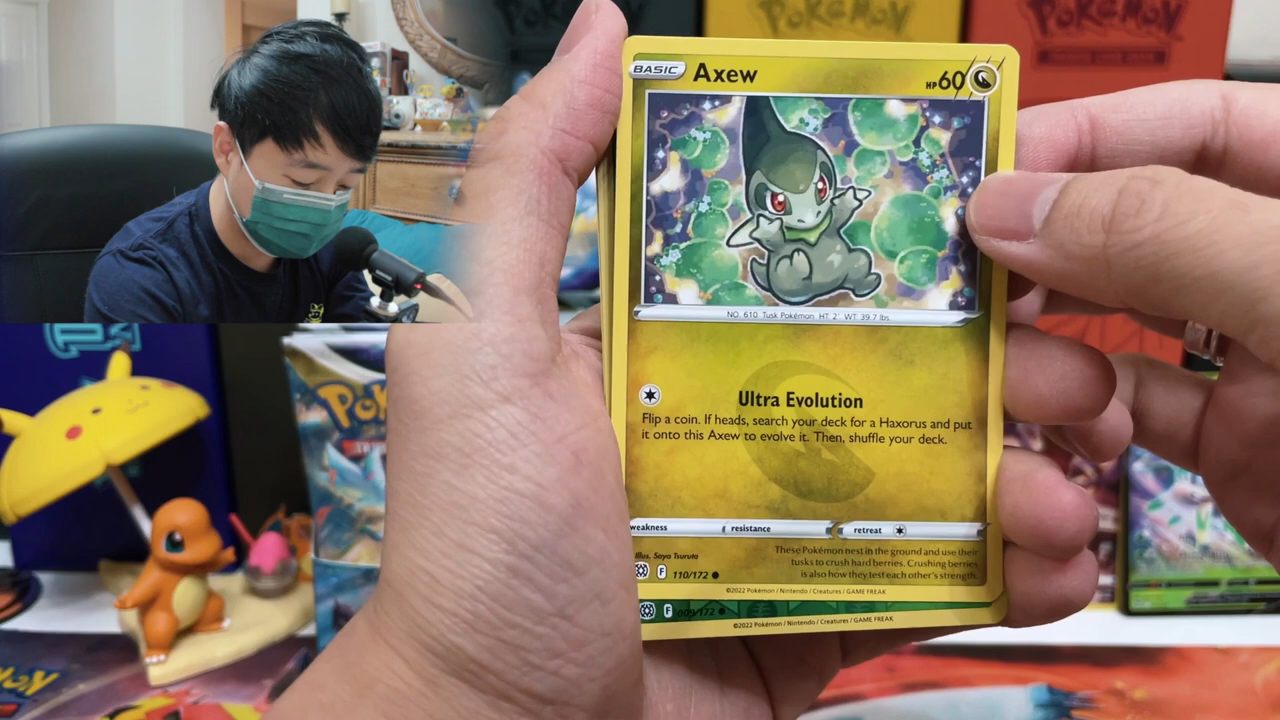 POKéMON
POKéMON
BASIC
Axew
HP 60
NO. 610 Tusk Pokémon HT: 2' WT: 39.7 lbs.
Ultra Evolution
Flip a coin. If heads, search your deck for a Haxorus and put
it onto this Axew to evolve it. Then, shuffle your deck.
weakness
resistance
retreat
Illus. Saya Tsuruta
These Pokémon nest in the ground and use their
tusks to crush hard berries. Crushing berries
is also how they test each other's strength.
F 110/172
©2022 Pokémon / Nintendo / Creatures / GAME FREAK
F 009/172
©2022 Pokémon / Nintendo / Creatures / GAME FREAK